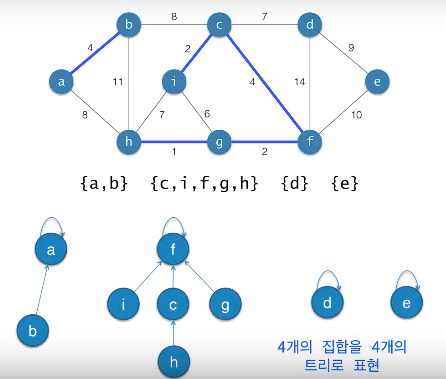 8 7
b c d
4 2 9
11 4 14
a i e
8 7 6 10
h g f
1 2
{a,b} {c,i,f,g,h} {d} {e}
a f
i c g d e
b
h
4개의 집합을 4개의
트리로 표현